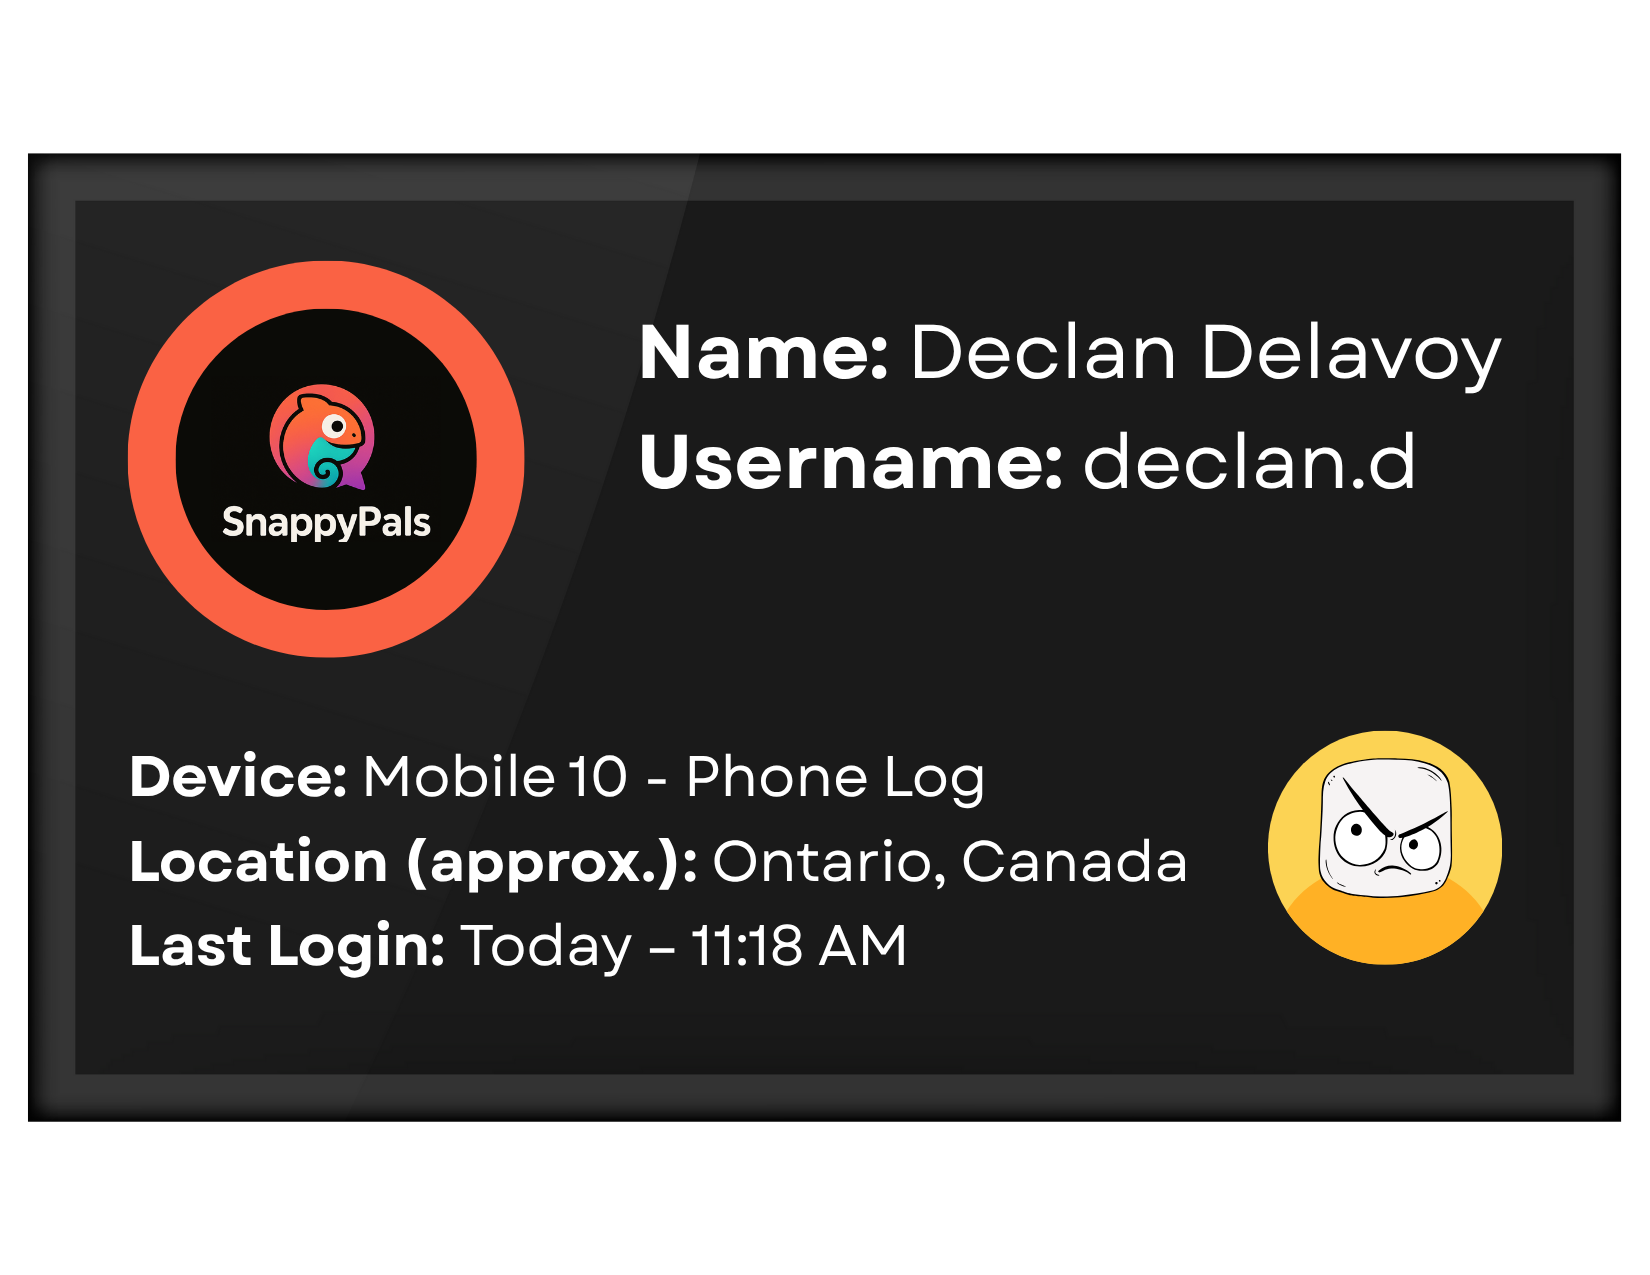 SnappyPals
Name: Declan Delavoy
Username: declan.d
Device: Mobile 10 - Phone Log
Location (approx.): Ontario, Canada
Last Login: Today – 11:18 AM